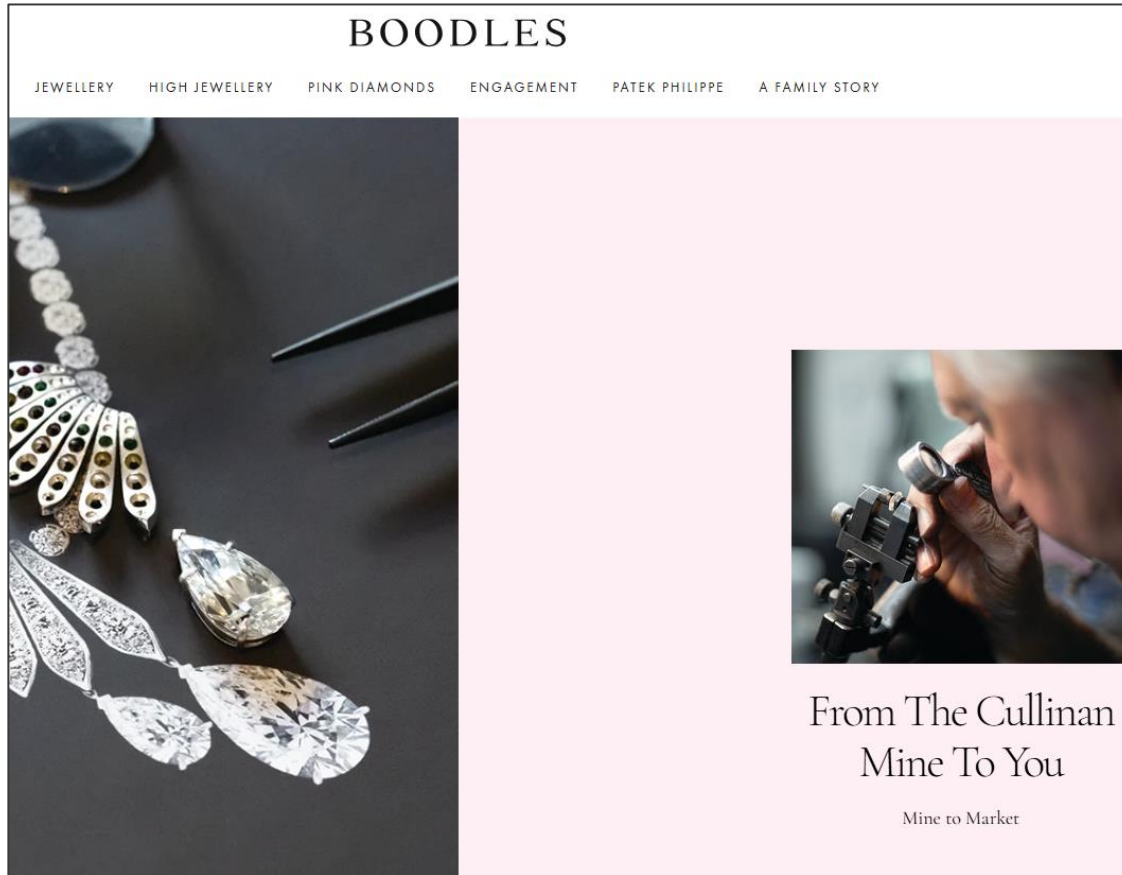 BOODLES
JEWELLERY HIGH JEWELLERY PINK DIAMONDS ENGAGEMENT PATEK PHILIPPE A FAMILY STORY
From The Cullinan
Mine To You
Mine to Market